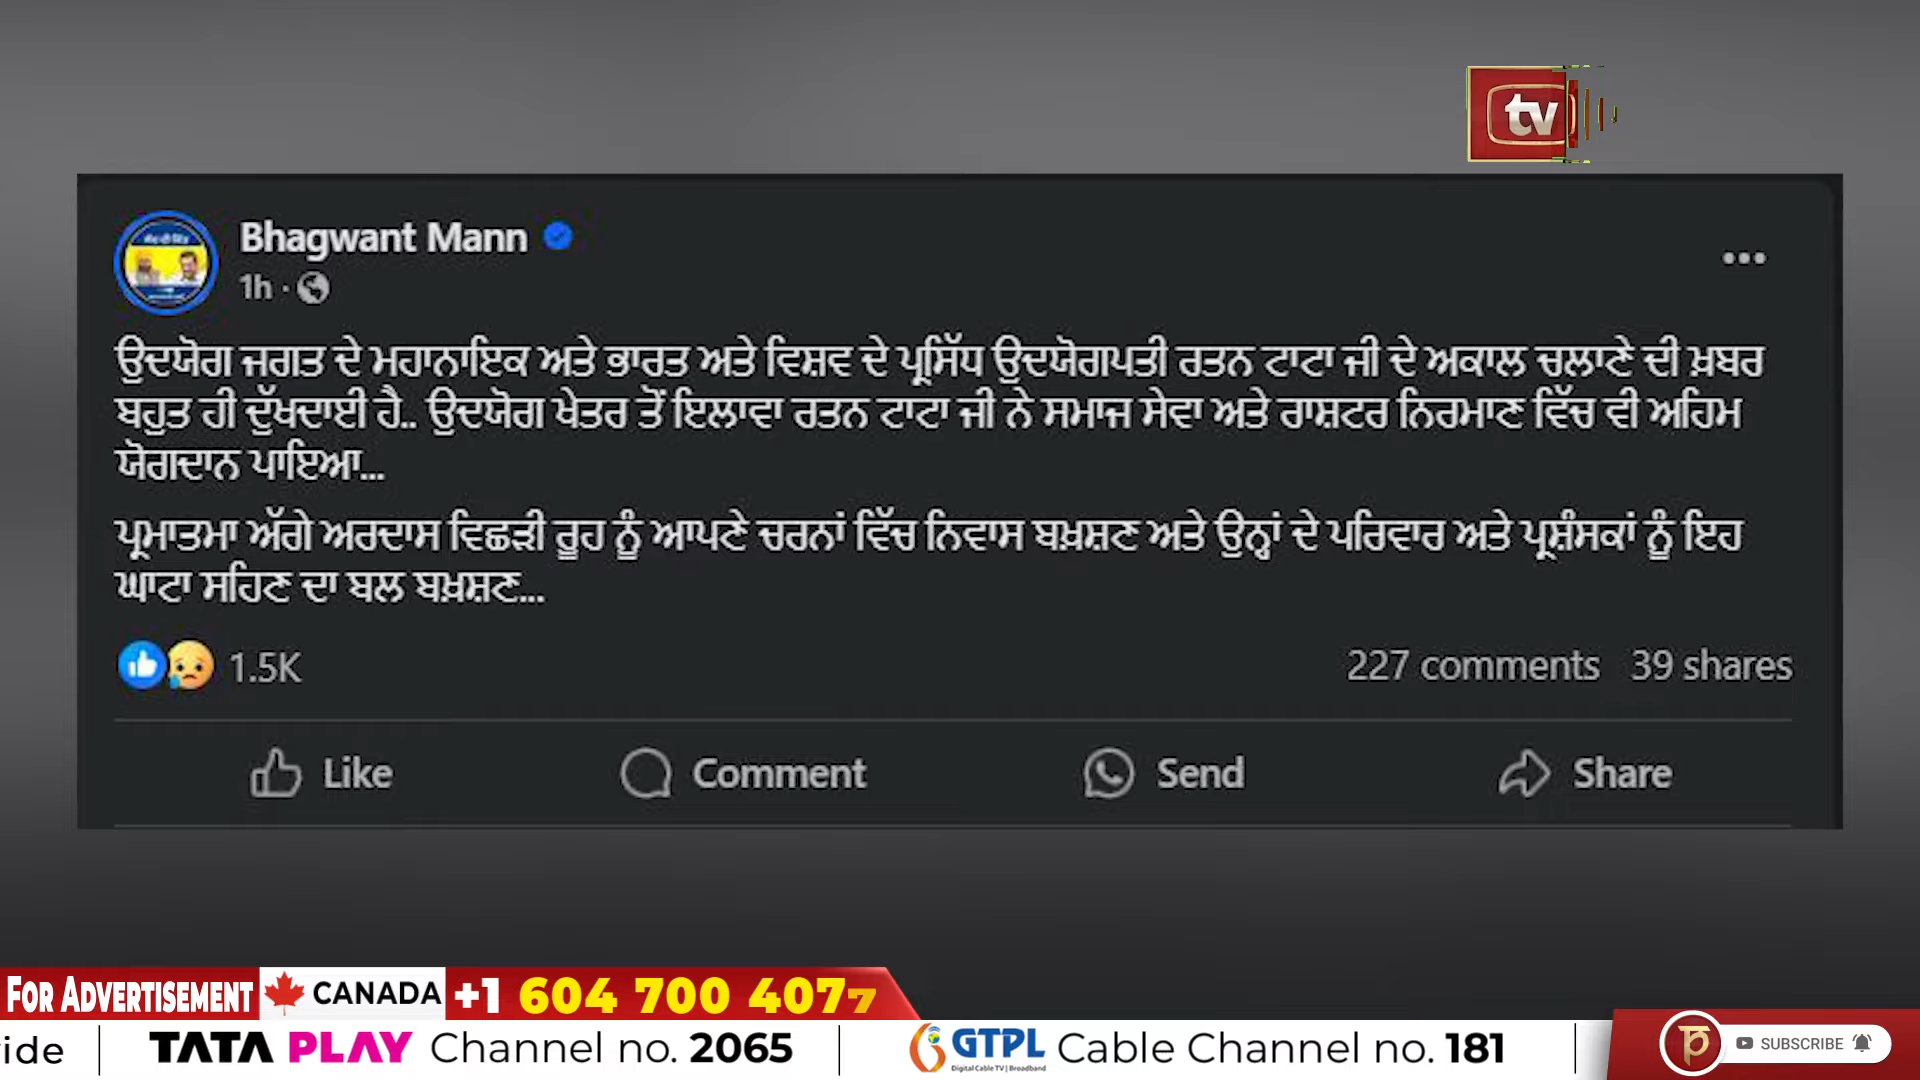 tv
Bhagwant Mann
1h ·
ਉਦਯੋਗ ਜਗਤ ਦੇ ਮਹਾਨਾਇਕ ਅਤੇ ਭਾਰਤ ਅਤੇ ਵਿਸ਼ਵ ਦੇ ਪ੍ਰਸਿੱਧ ਉਦਯੋਗਪਤੀ ਰਤਨ ਟਾਟਾ ਜੀ ਦੇ ਅਕਾਲ ਚਲਾਣੇ ਦੀ ਖ਼ਬਰ
ਬਹੁਤ ਹੀ ਦੁੱਖਦਾਈ ਹੈ.. ਉਦਯੋਗ ਖੇਤਰ ਤੋਂ ਇਲਾਵਾ ਰਤਨ ਟਾਟਾ ਜੀ ਨੇ ਸਮਾਜ ਸੇਵਾ ਅਤੇ ਰਾਸ਼ਟਰ ਨਿਰਮਾਣ ਵਿੱਚ ਵੀ ਅਹਿਮ
ਯੋਗਦਾਨ ਪਾਇਆ...
ਪ੍ਰਮਾਤਮਾ ਅੱਗੇ ਅਰਦਾਸ ਵਿਛੜੀ ਰੂਹ ਨੂੰ ਆਪਣੇ ਚਰਨਾਂ ਵਿੱਚ ਨਿਵਾਸ ਬਖ਼ਸ਼ਣ ਅਤੇ ਉਨ੍ਹਾਂ ਦੇ ਪਰਿਵਾਰ ਅਤੇ ਪ੍ਰਸ਼ੰਸਕਾਂ ਨੂੰ ਇਹ
ਘਾਟਾ ਸਹਿਣ ਦਾ ਬਲ ਬਖ਼ਸ਼ਣ...
1.5K 227 comments 39 shares
Like Comment Send Share
FOR ADVERTISEMENT CANADA +1 604 700 4077
ide TATA PLAY Channel no. 2065 GTPL Cable Channel no. 181
Digital Cable TV | Broadband
SUBSCRIBE